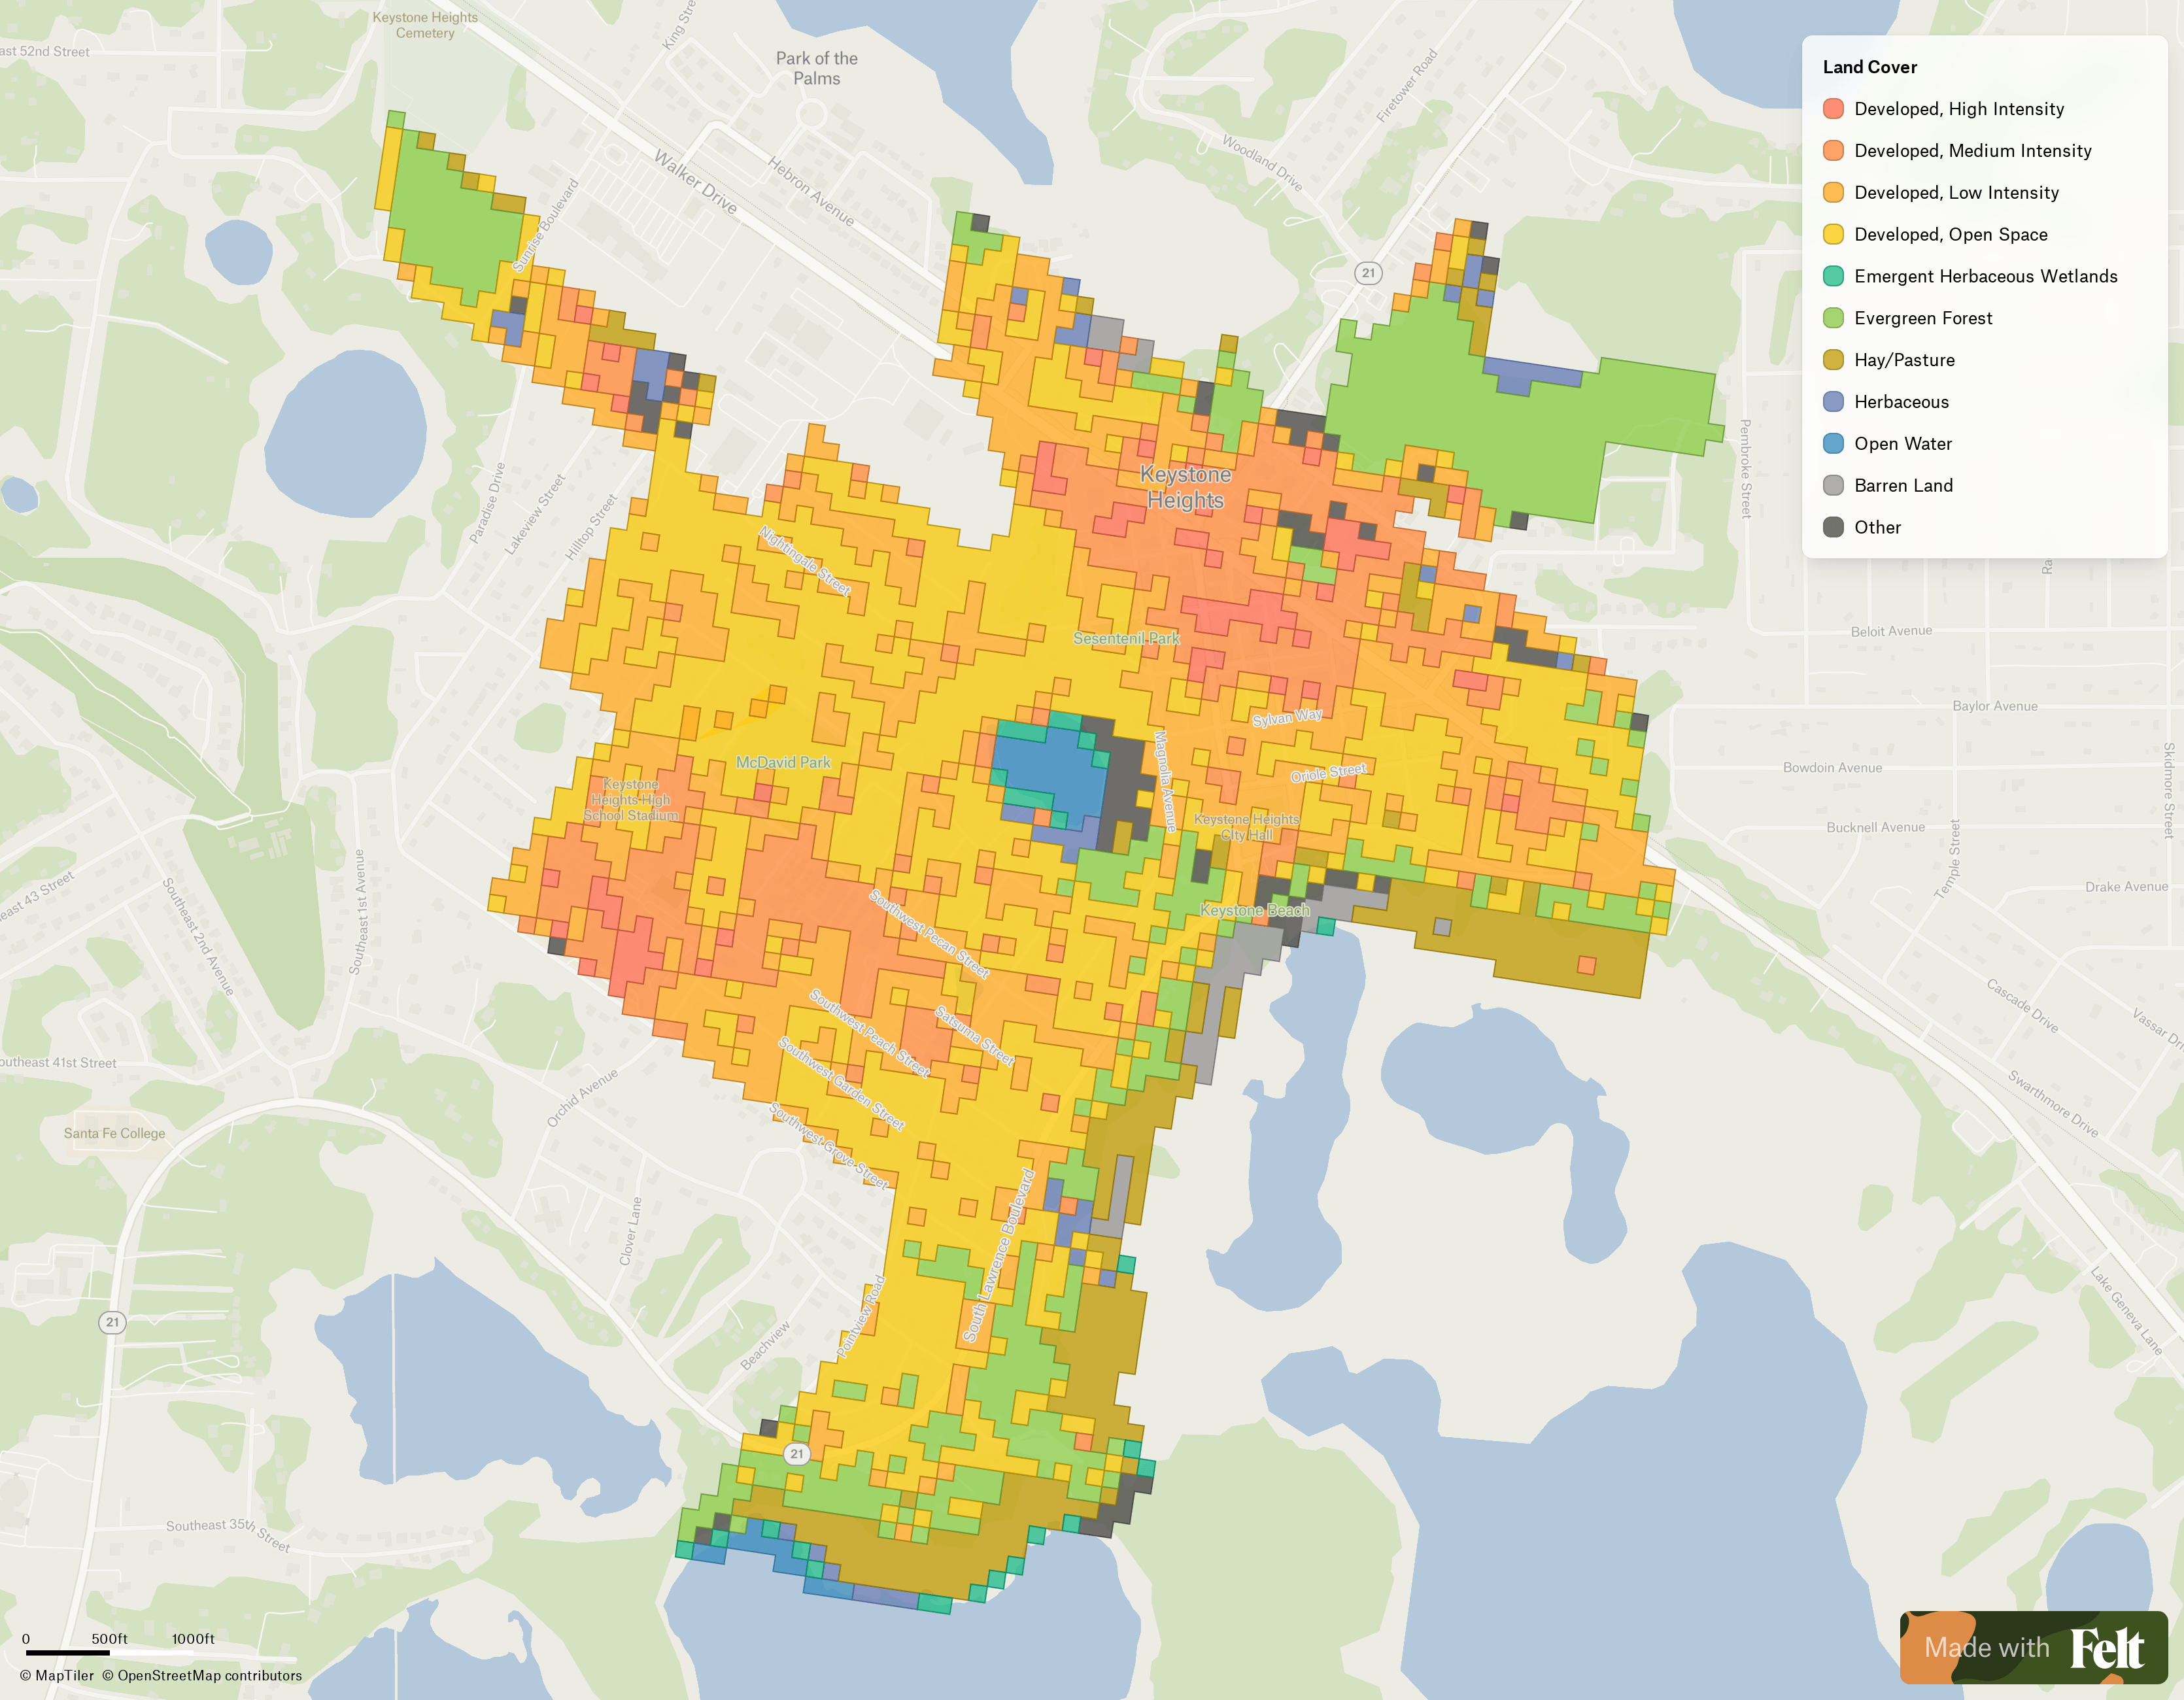 Keystone Heights
Cemetery
ast 52nd Street
King Stre
Park of the
Palms
Walker Drive
Hebron Avenue
Sunrise Boulevard
Woodland Drive
Firetower Road
21
Land Cover
Developed, High Intensity
Developed, Medium Intensity
Developed, Low Intensity
Developed, Open Space
Emergent Herbaceous Wetlands
Evergreen Forest
Hay/Pasture
Herbaceous
Open Water
Barren Land
Other
Paradise Drive
Lakeview Street
Hilltop Street
Nightingale Street
Keystone
Heights
Pembroke Street
Ra
Sesentenil Park
Beloit Avenue
Baylor Avenue
Sylvan Way
Magnolia Avenue
McDavid Park
Oriole Street
Bowdoin Avenue
Skidmore Street
Keystone
Heights High
School Stadium
Keystone Heights
City Hall
Bucknell Avenue
Temple Street
Drake Avenue
Keystone Beach
east 43 Street
Southeast 2nd Avenue
Southeast 1st Avenue
Southwest Pecan Street
Southwest Peach Street
Satsuma Street
Southwest Garden Street
Southwest Grove Street
Cascade Drive
Vassar Dri
Swarthmore Drive
outheast 41st Street
Santa Fe College
Orchid Avenue
Clover Lane
South Lawrence Boulevard
Pointview Road
Beachview
Lake Geneva Lane
21
21
Southeast 35th Street
0 500ft 1000ft
© MapTiler © OpenStreetMap contributors
Made with Felt